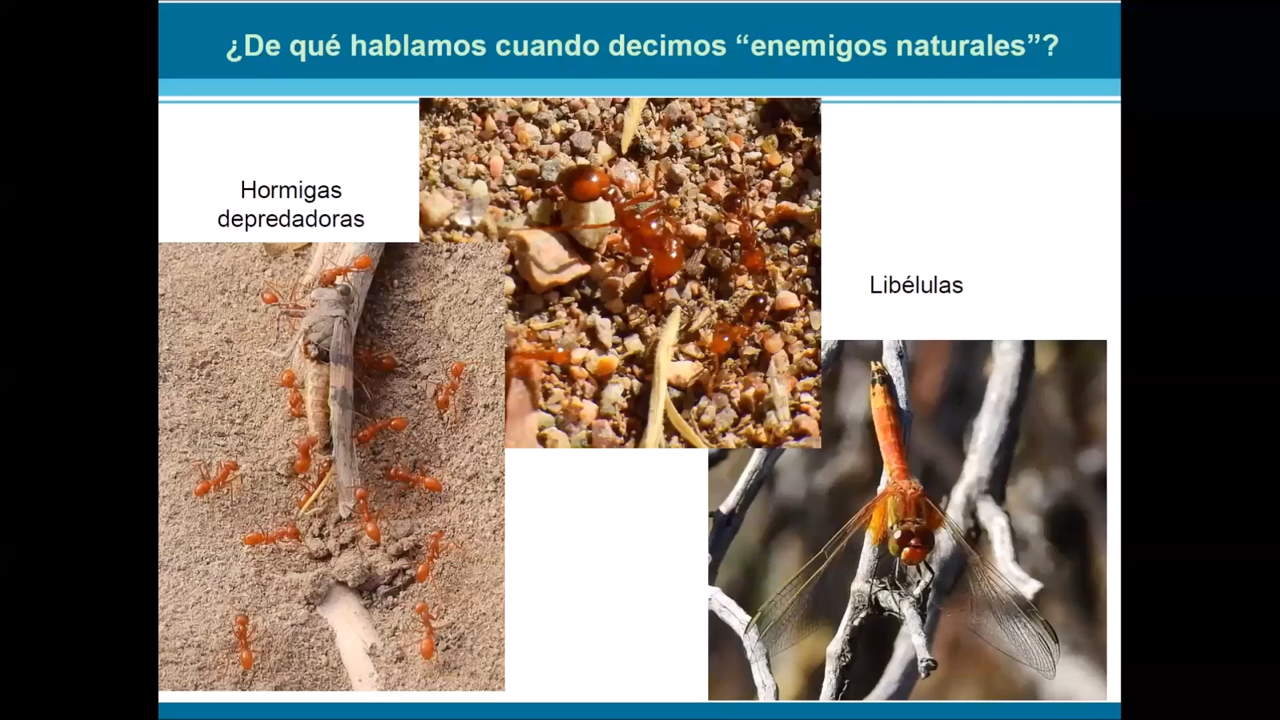 ¿De qué hablamos cuando decimos “enemigos naturales”?
Hormigas
depredadoras
Libélulas